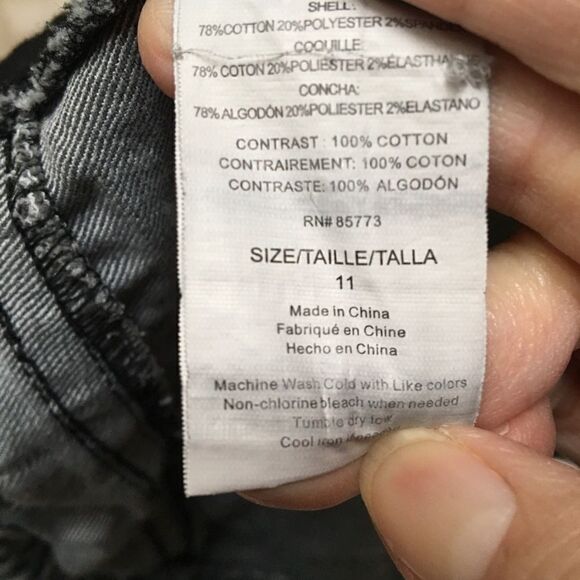 SHELL:
78%COTTON 20%POLYESTER 2%SPANDEX
COQUILLE:
78% COTON 20%POLIESTER 2%ÉLASTHANNE
CONCHA:
78%ALGODÓN 20%POLIESTER 2%ELASTANO
CONTRAST : 100% COTTON
CONTRAIREMENT: 100% COTON
CONTRASTE: 100% ALGODÓN
RN# 85773
SIZE/TAILLE/TALLA
11
Made in China
Fabriqué en Chine
Hecho en China
Machine Wash Cold with Like colors
Non-chlorine bleach when needed
Tumble dry low
Cool iron